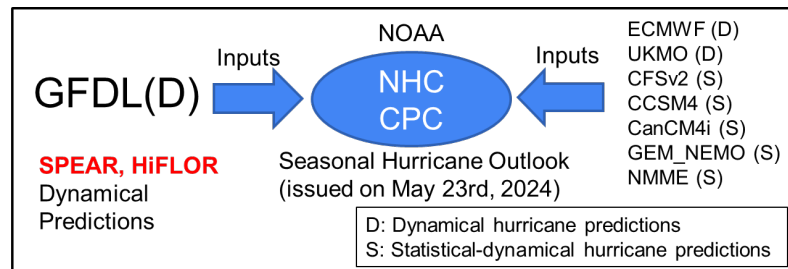 NOAA
Inputs
Inputs
GFDL(D)
NHC
CPC
ECMWF (D)
UKMO (D)
CFSv2 (S)
CCSM4 (S)
CanCM4i (S)
GEM_NEMO (S)
NMME (S)
SPEAR, HiFLOR
Dynamical
Predictions
Seasonal Hurricane Outlook
(issued on May 23rd, 2024)
D: Dynamical hurricane predictions
S: Statistical-dynamical hurricane predictions